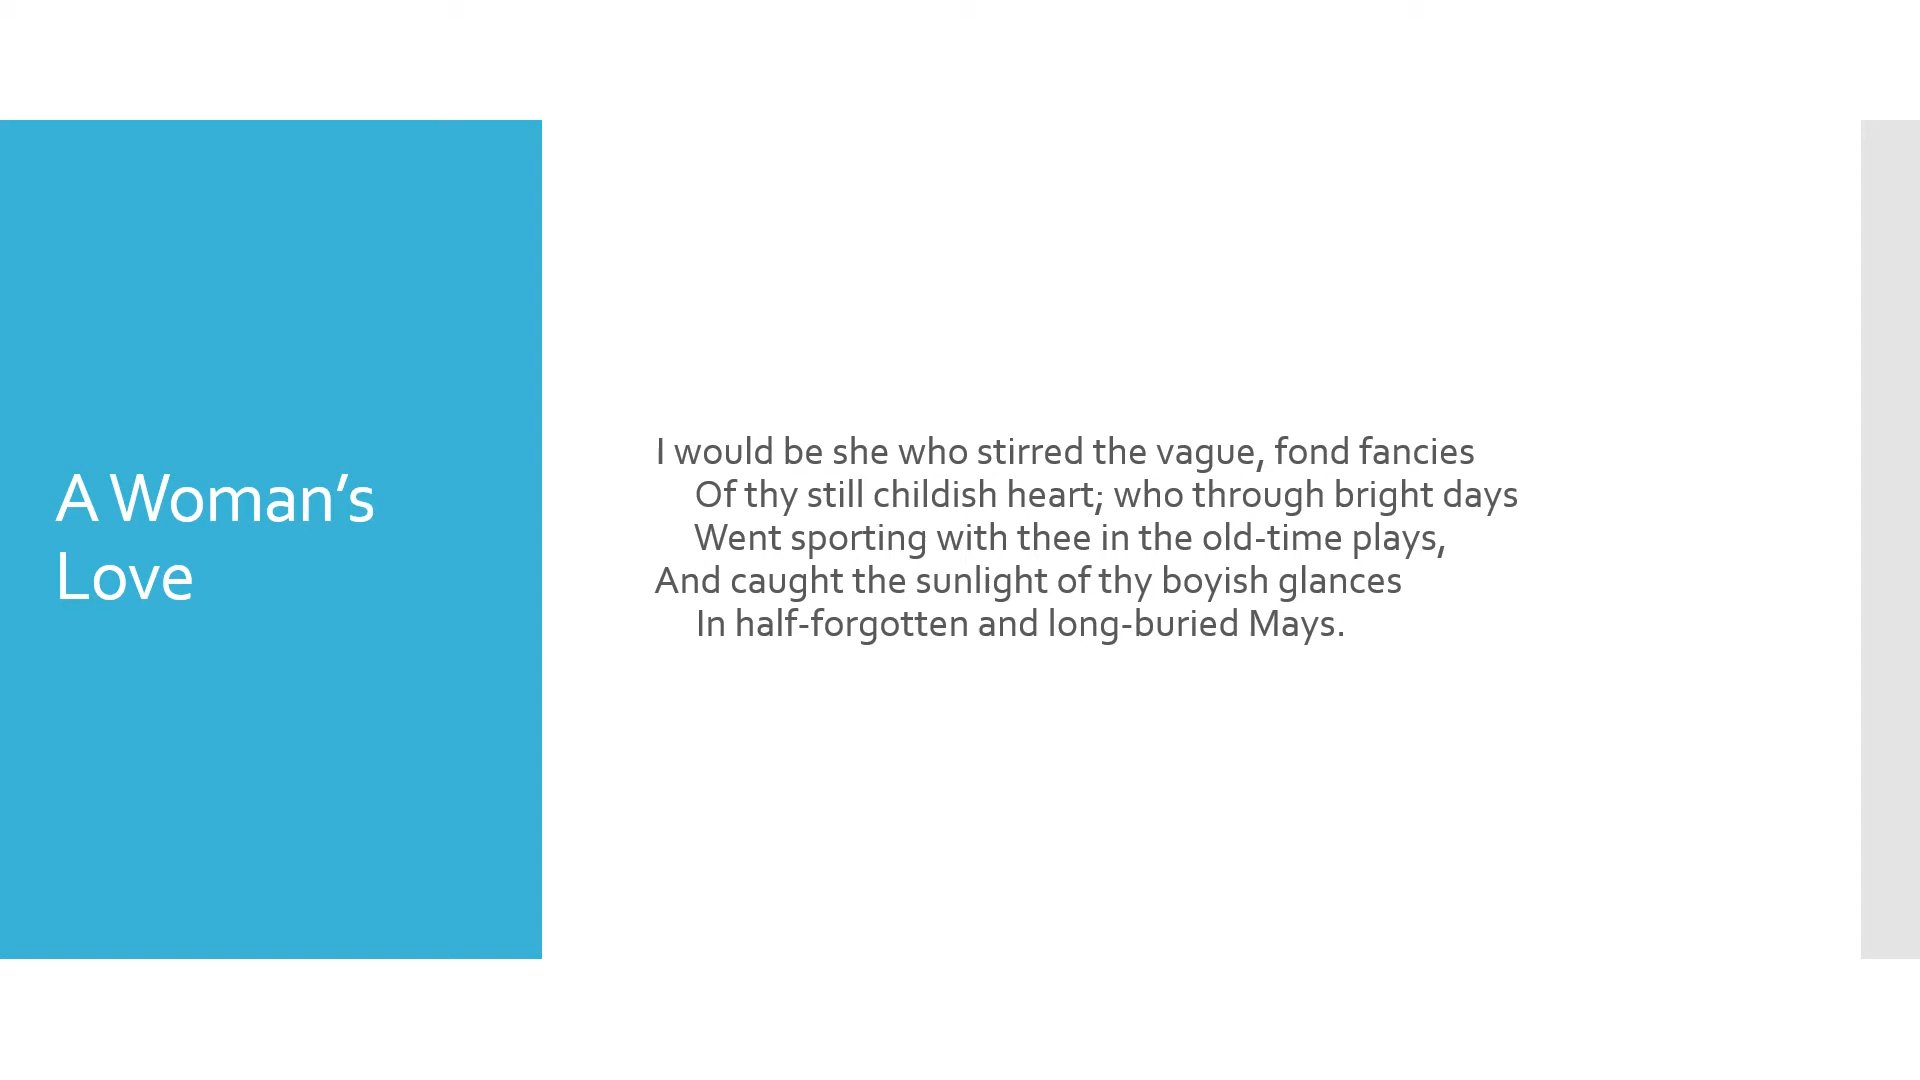 A Woman’s
Love
I would be she who stirred the vague, fond fancies
Of thy still childish heart; who through bright days
Went sporting with thee in the old-time plays,
And caught the sunlight of thy boyish glances
In half-forgotten and long-buried Mays.